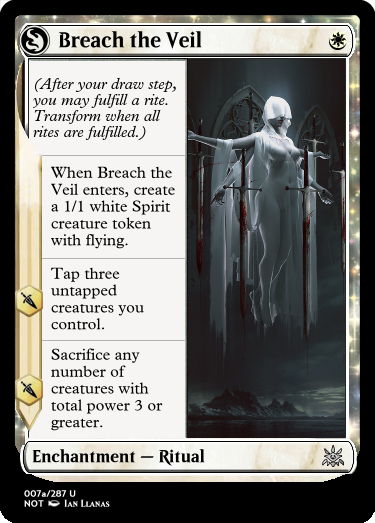 Breach the Veil
(After your draw step,
you may fulfill a rite.
Transform when all
rites are fulfilled.)
When Breach the
Veil enters, create
a 1/1 white Spirit
creature token
with flying.
Tap three
untapped
creatures you
control.
Sacrifice any
number of
creatures with
total power 3 or
greater.
Enchantment — Ritual
007a/287 U
NOT Ian Llanas